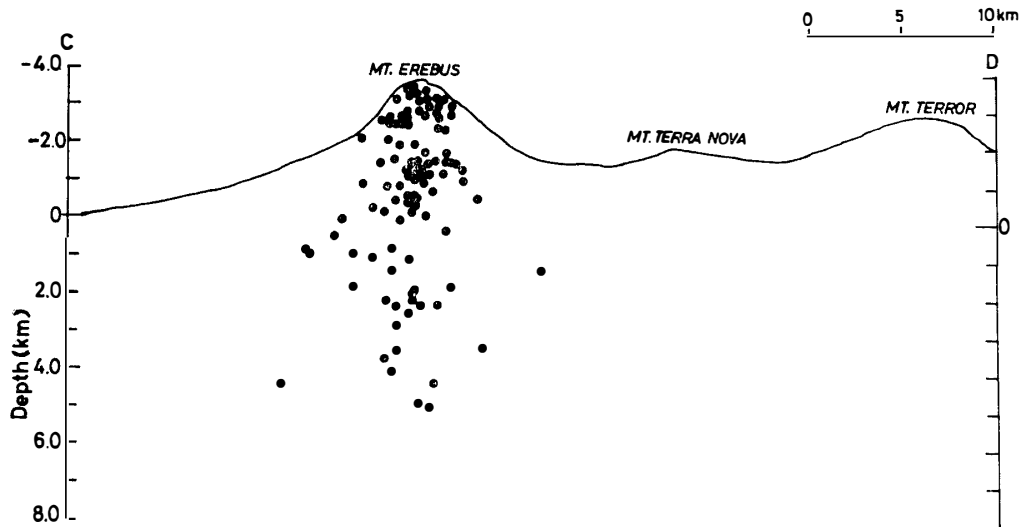 0 5 10km
C
D
-4.0
MT. EREBUS
MT. TERROR
-2.0
MT. TERRA NOVA
0
0
2.0
Depth(km)
4.0
6.0
8.0